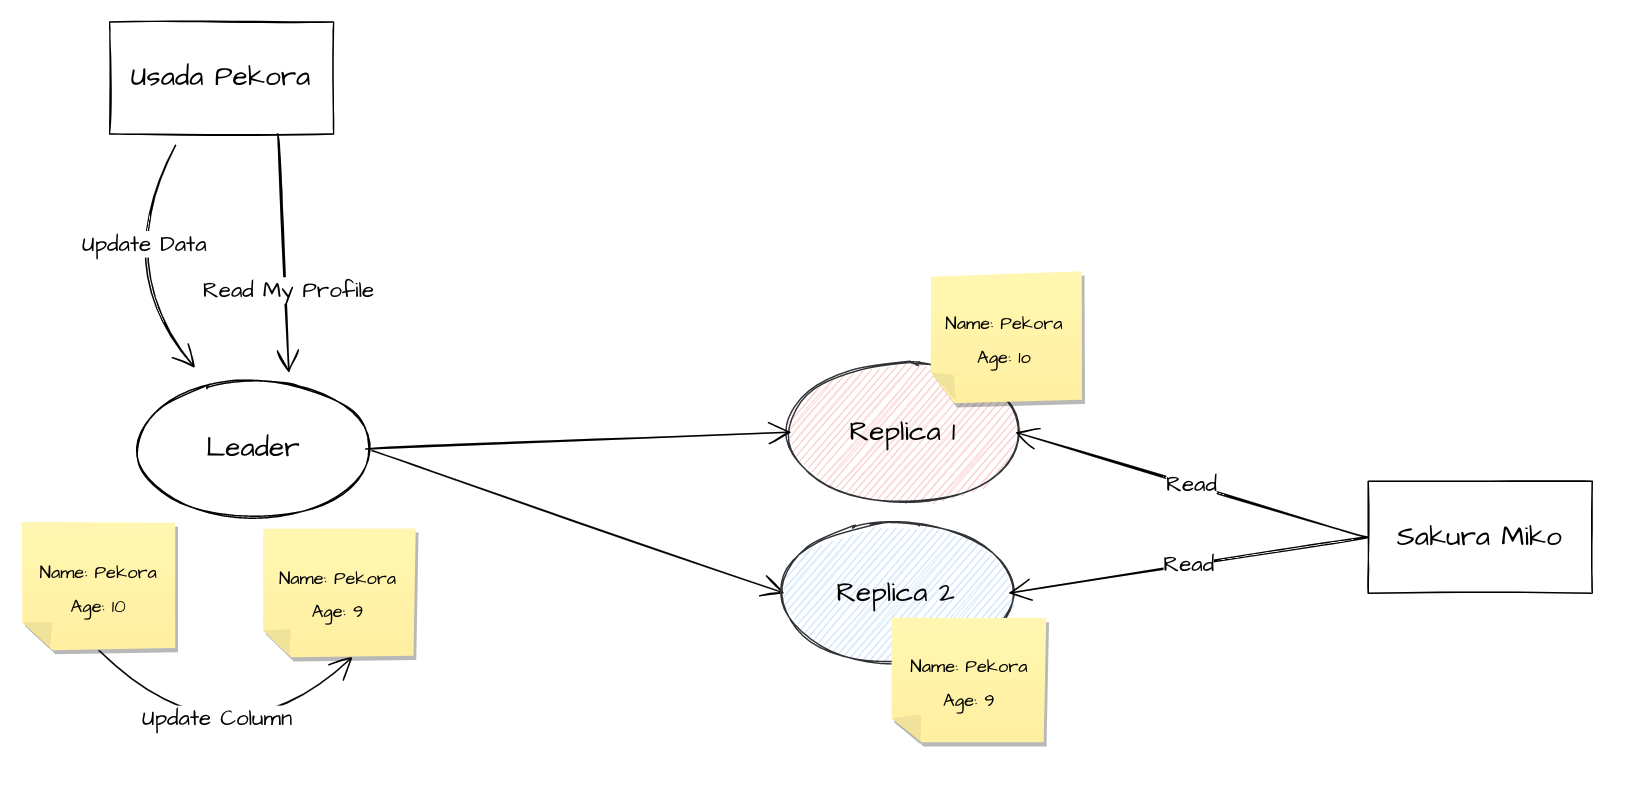 Usada Pekora
Update Data
Read My Profile
Leader
Name: Pekora
Age: 10
Name: Pekora
Age: 9
Update Column
Name: Pekora
Age: 10
Replica 1
Replica 2
Name: Pekora
Age: 9
Read
Read
Sakura Miko